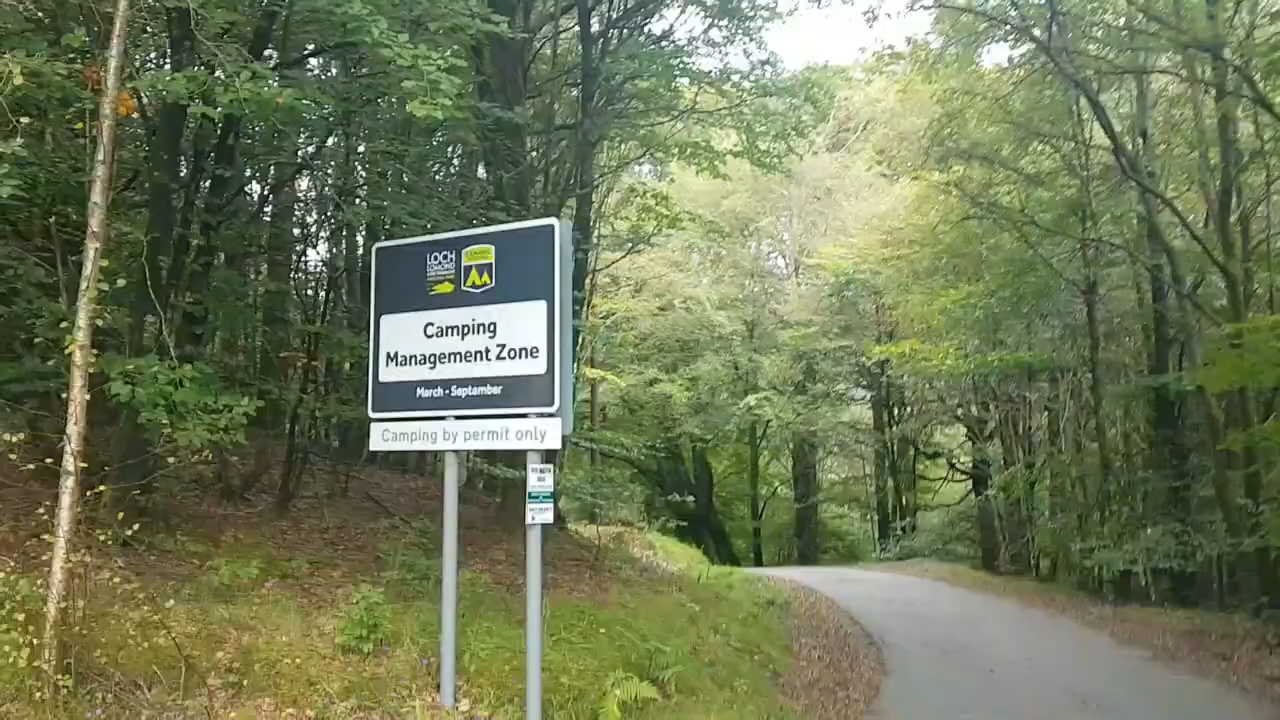 LOCH
LOMOND
Camping
Management Zone
March - September
Camping by permit only